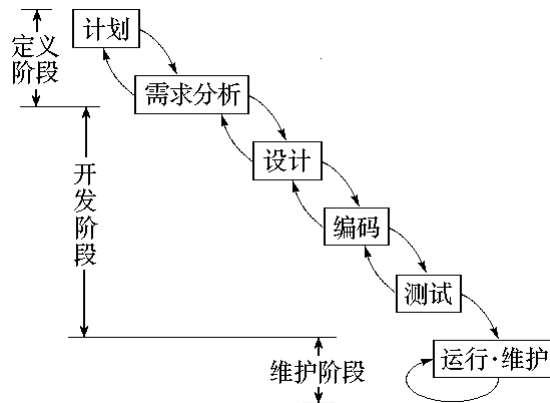 计划
定义
阶段
需求分析
设计
开
发
阶
段
编码
测试
运行·维护
维护阶段